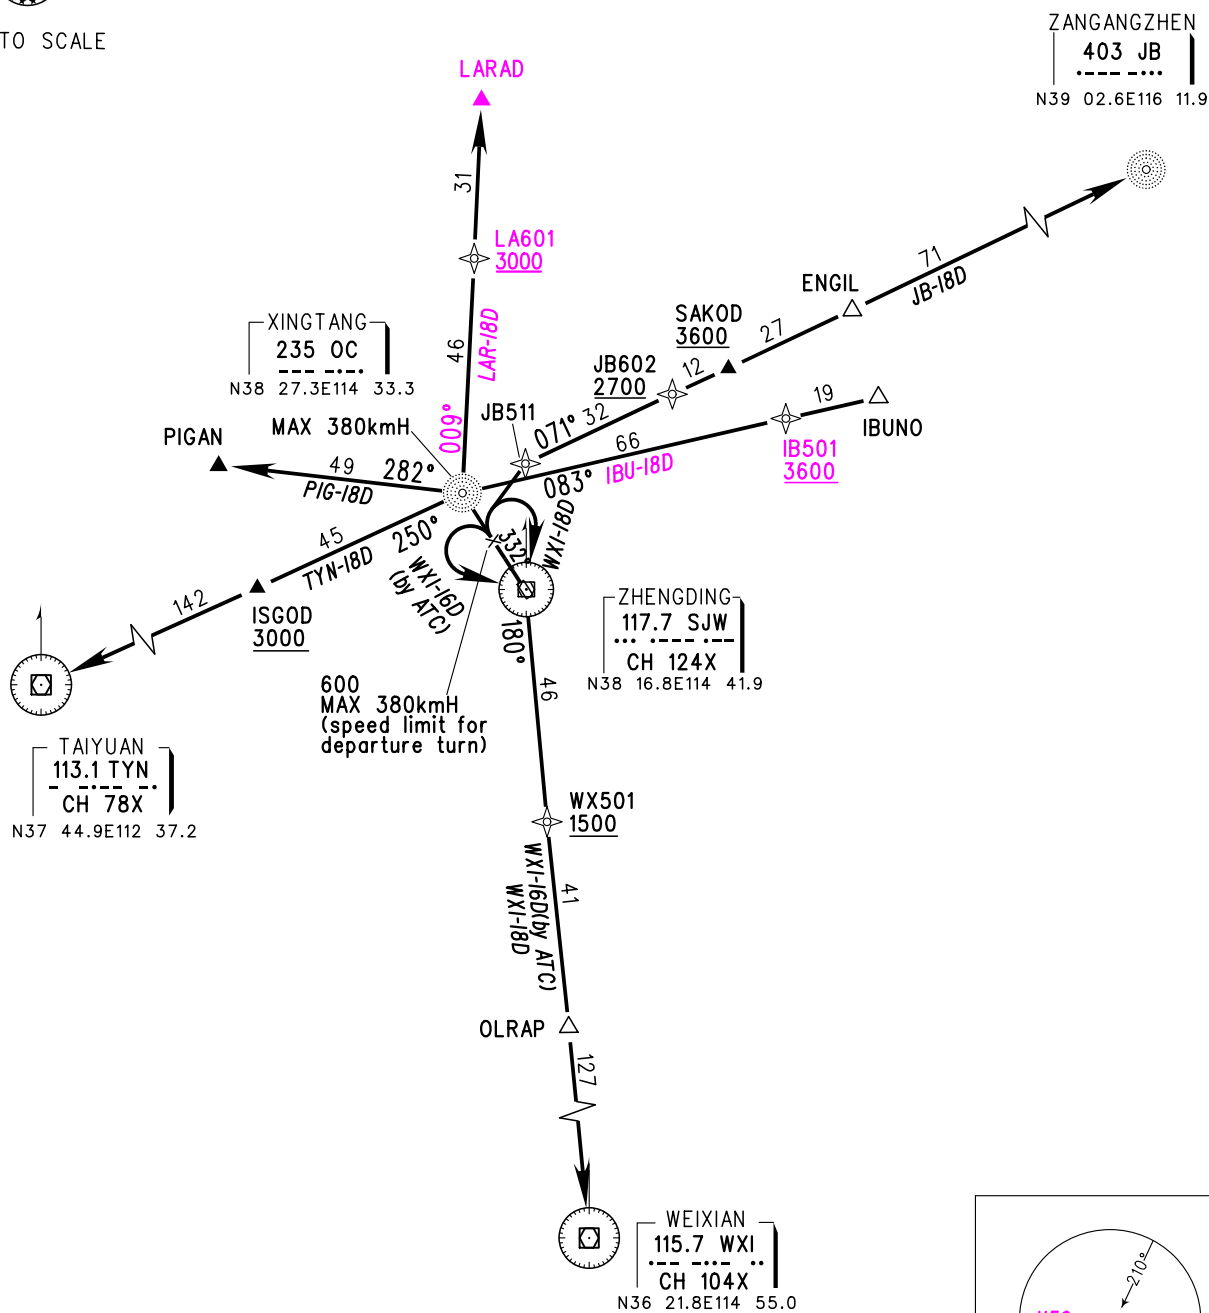 TO SCALE
ZANGANGZHEN
403 JB
N39 02.6E116 11.9
LARAD
31
LA601
3000
71
JB-18D
ENGIL
SAKOD
3600
27
XINGTANG
235 OC
N38 27.3E114 33.3
46
LAR-18D
JB602
2700
12
19
IBUNO
JB511
32
071°
MAX 380kmH
009°
PIGAN
66
IBU-18D
IB501
3600
49
282°
PIG-18D
083°
45
250°
TYN-18D
WXI-18D
332°
WXI-16D
(by ATC)
142
ISGOD
3000
ZHENGDING
117.7 SJW
CH 124X
N38 16.8E114 41.9
180°
46
600
MAX 380kmH
(speed limit for
departure turn)
TAIYUAN
113.1 TYN
CH 78X
N37 44.9E112 37.2
WX501
1500
WXI-16D(by ATC)
WXI-18D
41
OLRAP
127
WEIXIAN
115.7 WXI
CH 104X
N36 21.8E114 55.0
210°